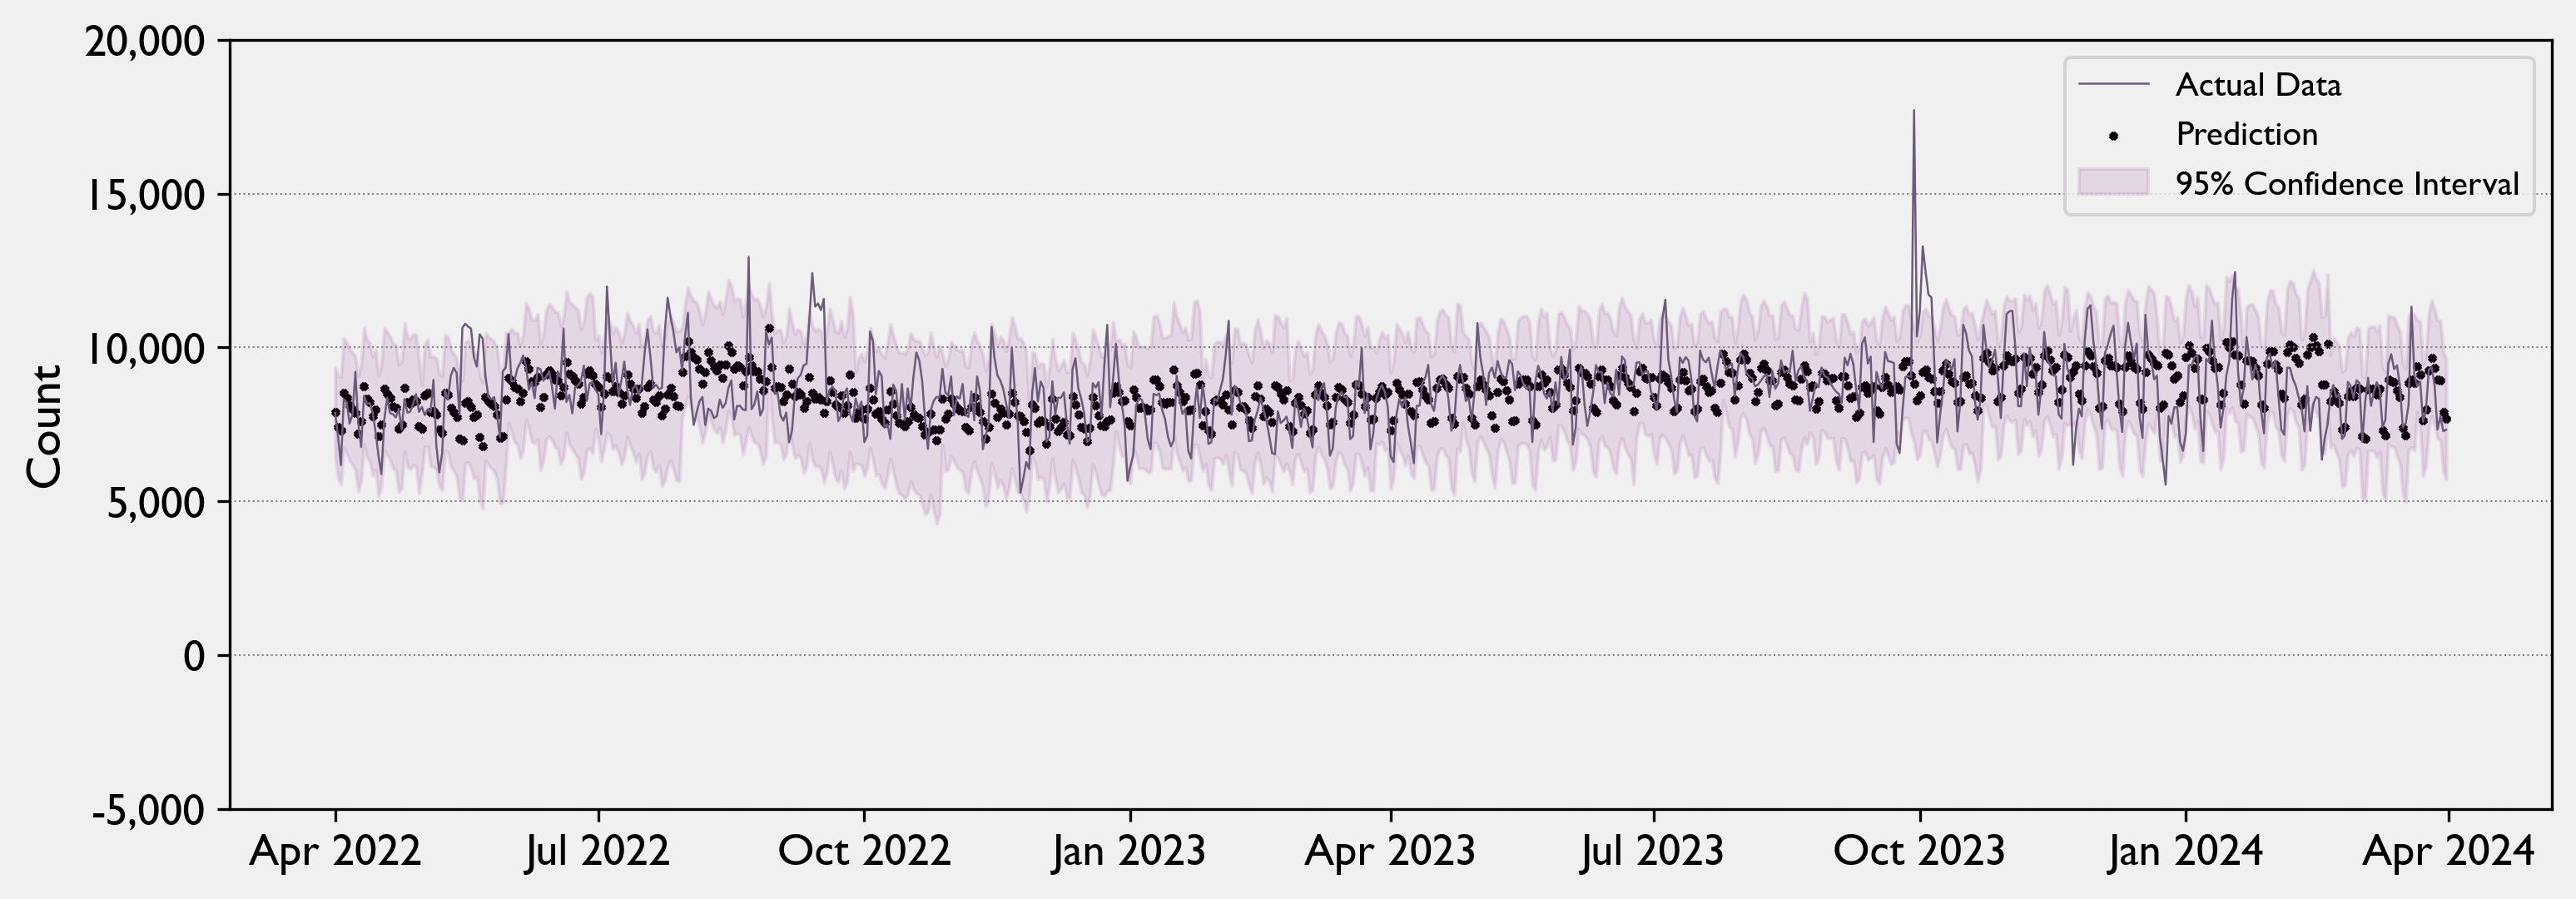 20,000
15,000
10,000
5,000
0
-5,000
Count
Apr 2022
Jul 2022
Oct 2022
Jan 2023
Apr 2023
Jul 2023
Oct 2023
Jan 2024
Apr 2024
Actual Data
Prediction
95% Confidence Interval